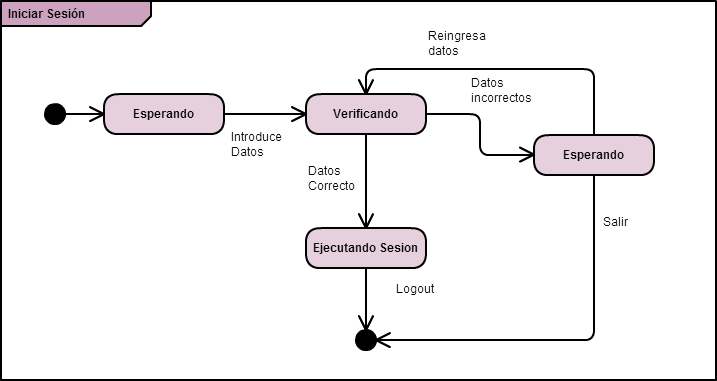 Iniciar Sesión
Reingresa
datos
Datos
incorrectos
Esperando
Verificando
Introduce
Datos
Esperando
Datos
Correcto
Salir
Ejecutando Sesion
Logout